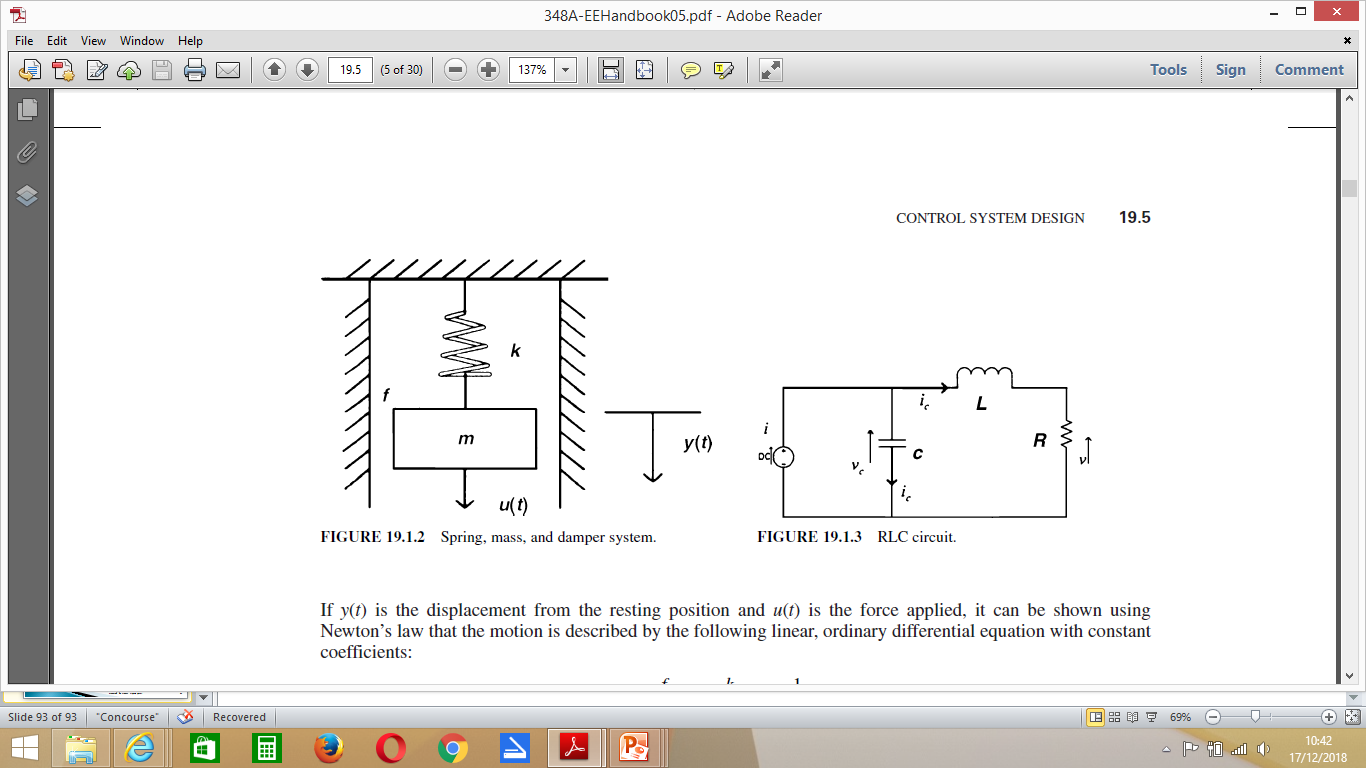 348A-EEHandbook05.pdf - Adobe Reader
File Edit View Window Help
19.5 (5 of 30) 137% Tools Sign Comment
CONTROL SYSTEM DESIGN 19.5
k
f
m
y(t)
u(t)
i
DC
v_c
c
i_c
i_c
L
R
v
FIGURE 19.1.2 Spring, mass, and damper system.
FIGURE 19.1.3 RLC circuit.
If y(t) is the displacement from the resting position and u(t) is the force applied, it can be shown using
Newton's law that the motion is described by the following linear, ordinary differential equation with constant
coefficients:
Slide 93 of 93 "Concourse" Recovered 69%
10:42
17/12/2018